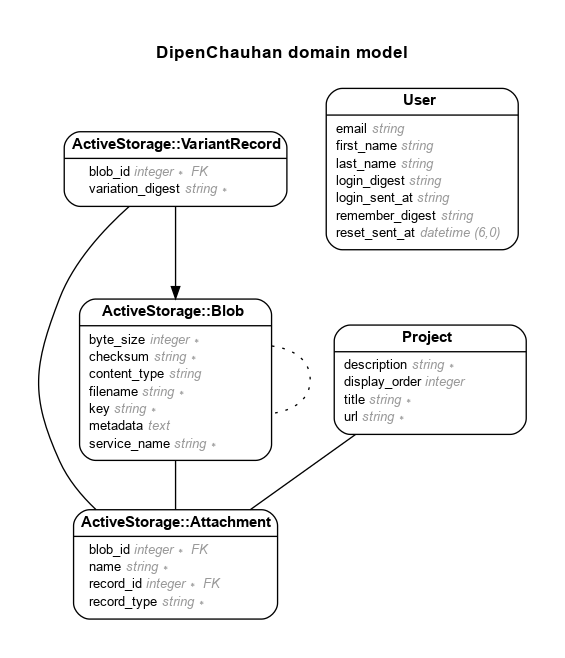 DipenChauhan domain model
User
email string
first_name string
last_name string
login_digest string
login_sent_at string
remember_digest string
reset_sent_at datetime (6,0)
ActiveStorage::VariantRecord
blob_id integer ∗ FK
variation_digest string ∗
ActiveStorage::Blob
byte_size integer ∗
checksum string ∗
content_type string
filename string ∗
key string ∗
metadata text
service_name string ∗
Project
description string ∗
display_order integer
title string ∗
url string ∗
ActiveStorage::Attachment
blob_id integer ∗ FK
name string ∗
record_id integer ∗ FK
record_type string ∗